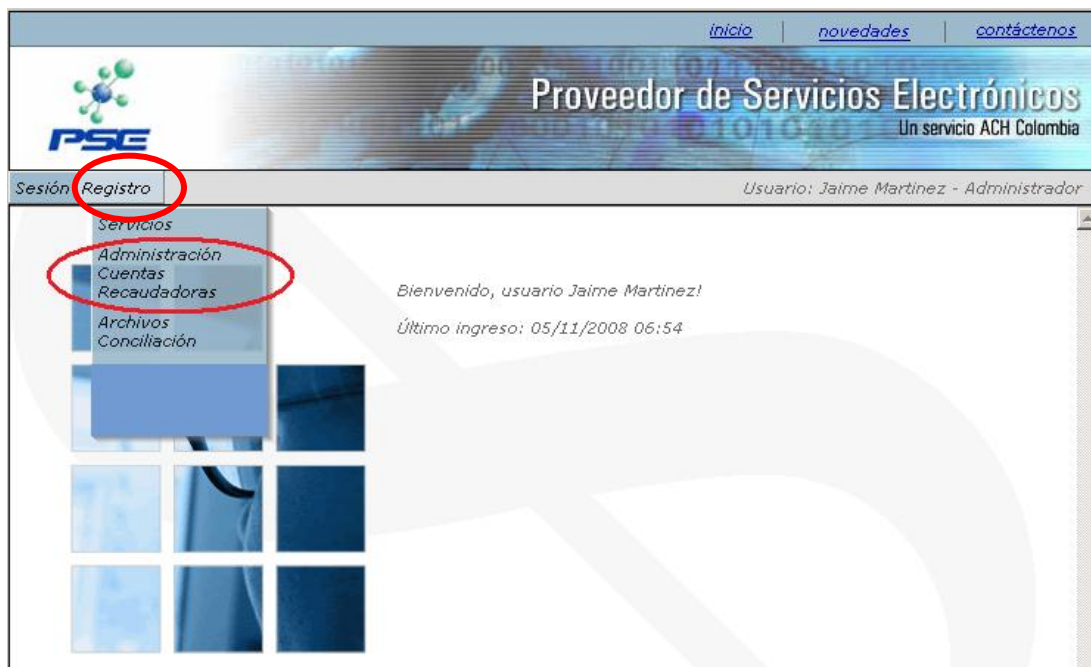 inicio | novedades | contáctenos
PSE
Proveedor de Servicios Electrónicos
Un servicio ACH Colombia
Sesión Registro Usuario: Jaime Martinez - Administrador
Servicios
Administración
Cuentas
Recaudadoras
Archivos
Conciliación
Bienvenido, usuario Jaime Martinez!
Último ingreso: 05/11/2008 06:54